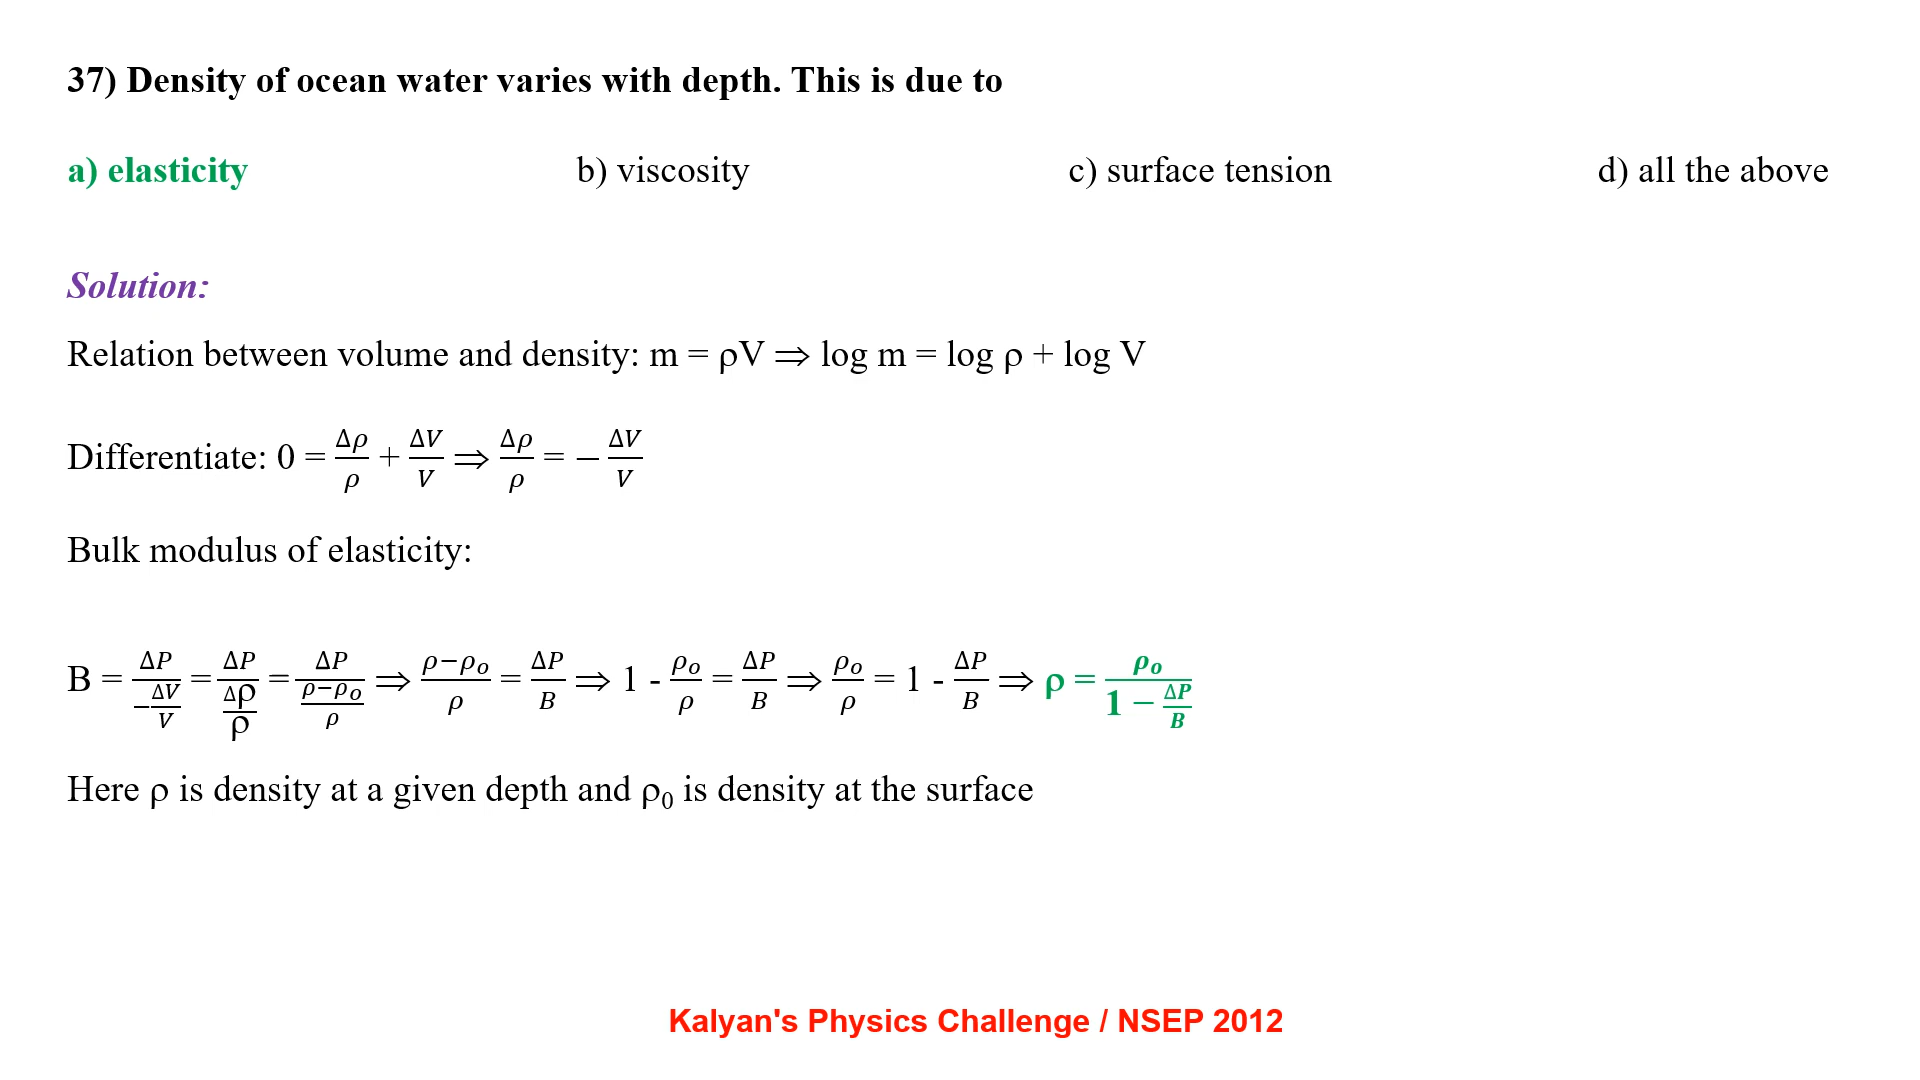 37) Density of ocean water varies with depth. This is due to
a) elasticity b) viscosity c) surface tension d) all the above
Solution:
Relation between volume and density: m = ρV ⟹ log m = log ρ + log V
Differentiate: 0 = Δρ/ρ + ΔV/V ⟹ Δρ/ρ = − ΔV/V
Bulk modulus of elasticity:
B = ΔP/(−ΔV/V) = ΔP/(Δρ/ρ) = ΔP/((ρ−ρₒ)/ρ) ⟹ (ρ−ρₒ)/ρ = ΔP/B ⟹ 1 - ρₒ/ρ = ΔP/B ⟹ ρₒ/ρ = 1 - ΔP/B ⟹ ρ = ρₒ/(1 − ΔP/B)
Here ρ is density at a given depth and ρ₀ is density at the surface
Kalyan's Physics Challenge / NSEP 2012